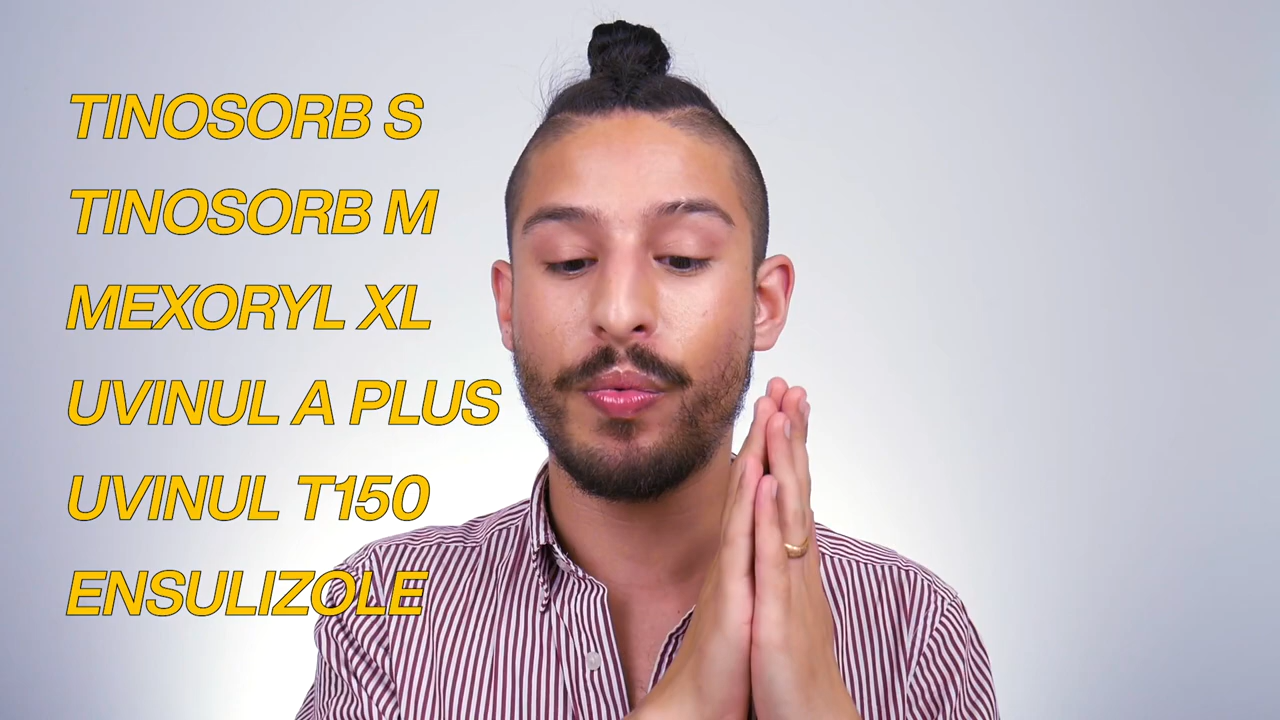 TINOSORB S
TINOSORB M
MEXORYL XL
UVINUL A PLUS
UVINUL T150
ENSULIZOLE